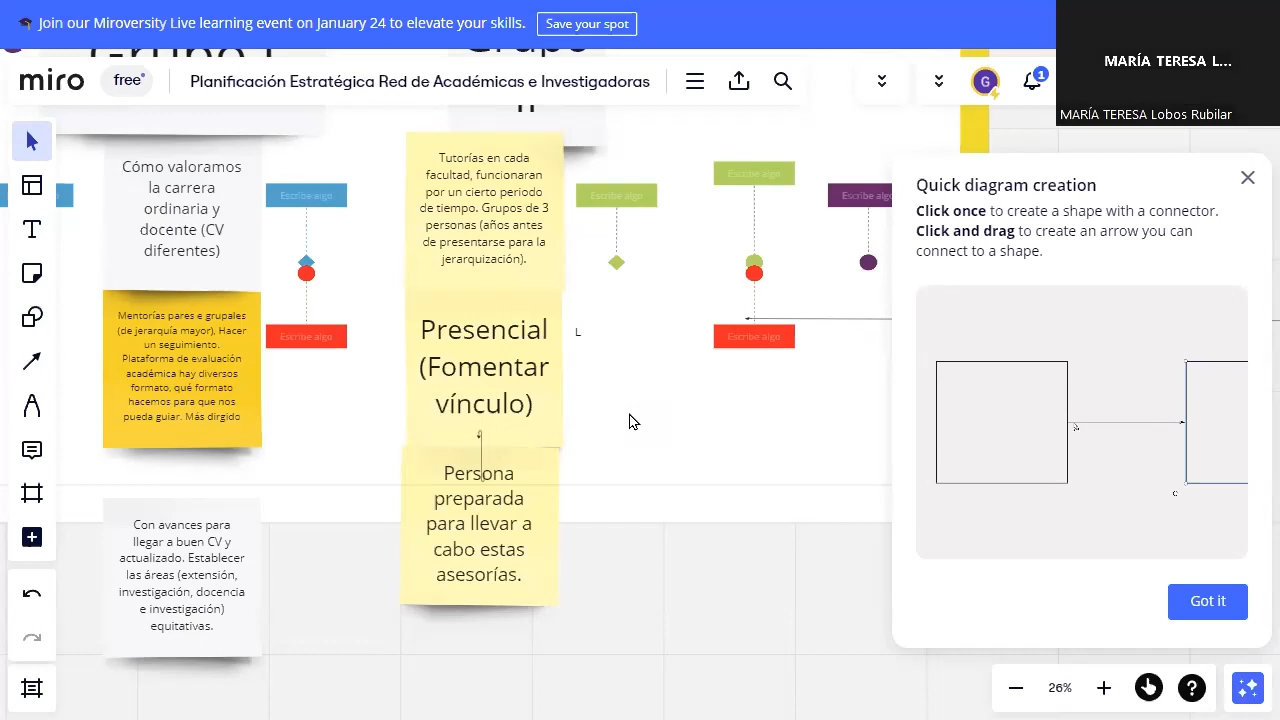 Join our Miroversity Live learning event on January 24 to elevate your skills.
Save your spot
MARÍA TERESA L...
MARÍA TERESA Lobos Rubilar
miro
free
Planificación Estratégica Red de Académicas e Investigadoras
G
1
Cómo valoramos
la carrera
ordinaria y
docente (CV
diferentes)
Mentorías pares e grupales
(de jerarquía mayor). Hacer
un seguimiento.
Plataforma de evaluación
académica hay diversos
formato, qué formato
hacemos para que nos
pueda guiar. Más dirgido
Con avances para
llegar a buen CV y
actualizado. Establecer
las áreas (extensión,
investigación, docencia
e investigación)
equitativas.
Escribe algo
Escribe algo
Tutorías en cada
facultad, funcionaran
por un cierto periodo
de tiempo. Grupos de 3
personas (años antes
de presentarse para la
jerarquización).
Presencial
(Fomentar
vínculo)
Persona
preparada
para llevar a
cabo estas
asesorías.
Escribe algo
Escribe algo
Escribe algo
Escribe algo
Quick diagram creation
Click once to create a shape with a connector.
Click and drag to create an arrow you can
connect to a shape.
Got it
26%